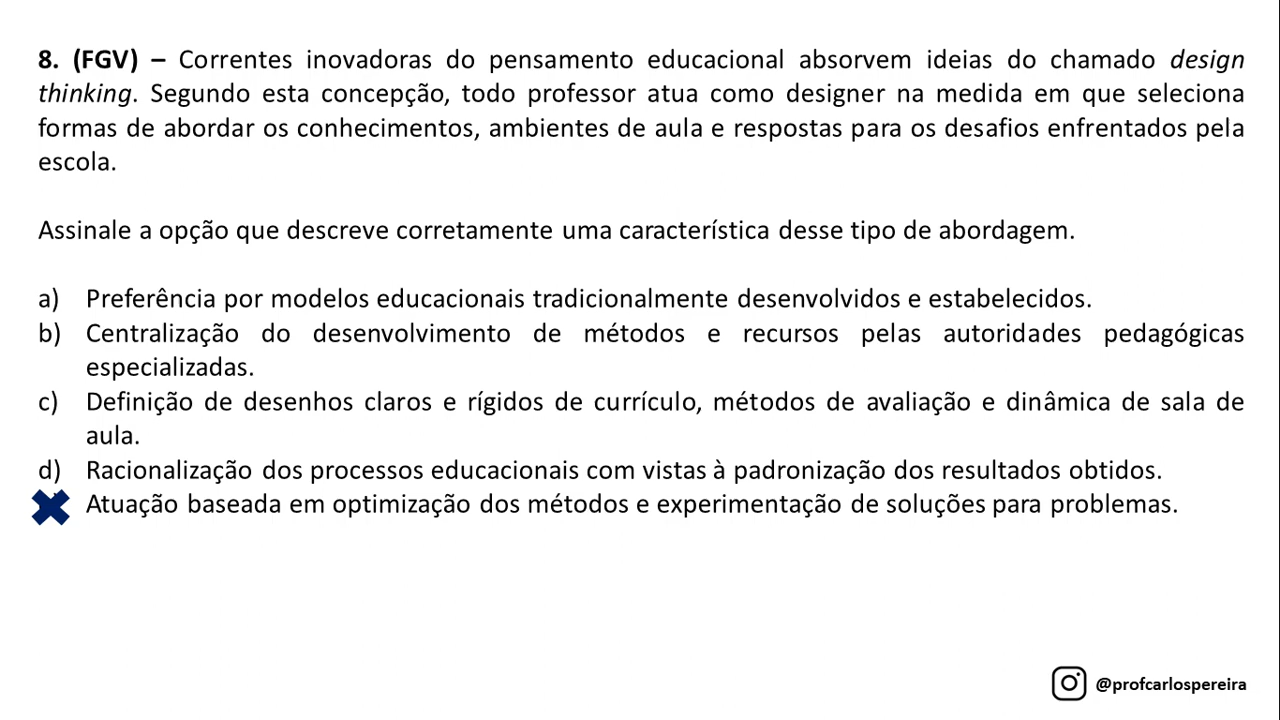 8. (FGV) – Correntes inovadoras do pensamento educacional absorvem ideias do chamado design
thinking. Segundo esta concepção, todo professor atua como designer na medida em que seleciona
formas de abordar os conhecimentos, ambientes de aula e respostas para os desafios enfrentados pela
escola.
Assinale a opção que descreve corretamente uma característica desse tipo de abordagem.
a) Preferência por modelos educacionais tradicionalmente desenvolvidos e estabelecidos.
b) Centralização do desenvolvimento de métodos e recursos pelas autoridades pedagógicas
especializadas.
c) Definição de desenhos claros e rígidos de currículo, métodos de avaliação e dinâmica de sala de
aula.
d) Racionalização dos processos educacionais com vistas à padronização dos resultados obtidos.
Atuação baseada em optimização dos métodos e experimentação de soluções para problemas.
@profcarlospereira